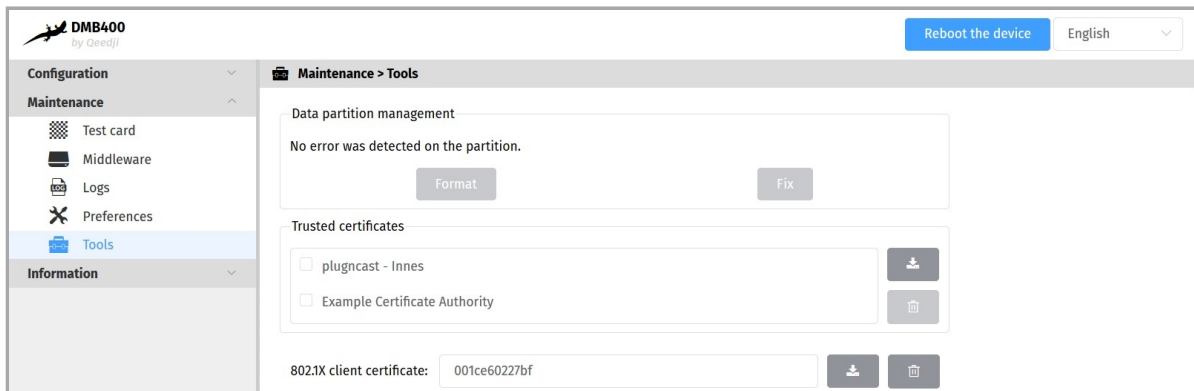 DMB400
by Qeedji
Reboot the device
English
Configuration
Maintenance
Test card
Middleware
LOG
Logs
Preferences
Tools
Information
Maintenance > Tools
Data partition management
No error was detected on the partition.
Format
Fix
Trusted certificates
plugncast - Innes
Example Certificate Authority
802.1X client certificate:
001ce60227bf